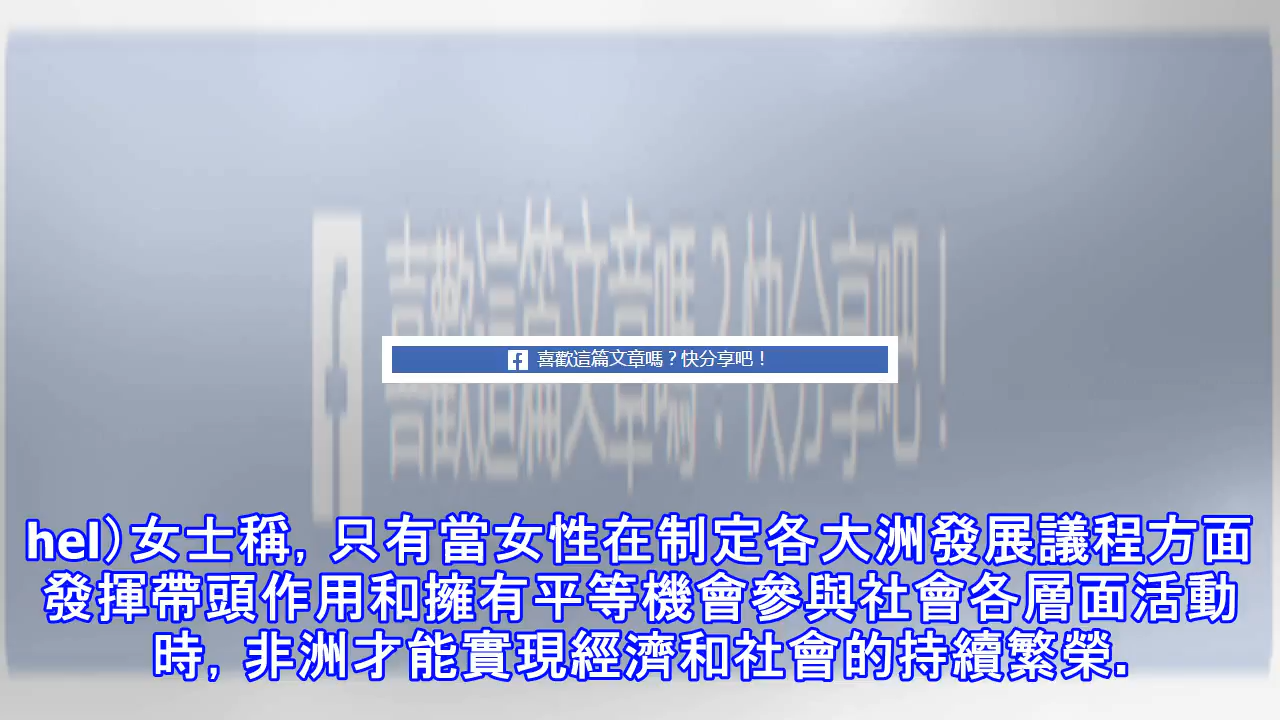 喜歡這篇文章嗎？快分享吧！
喜歡這篇文章嗎？快分享吧！
hel)女士稱, 只有當女性在制定各大洲發展議程方面
發揮帶頭作用和擁有平等機會參與社會各層面活動
時, 非洲才能實現經濟和社會的持續繁榮.